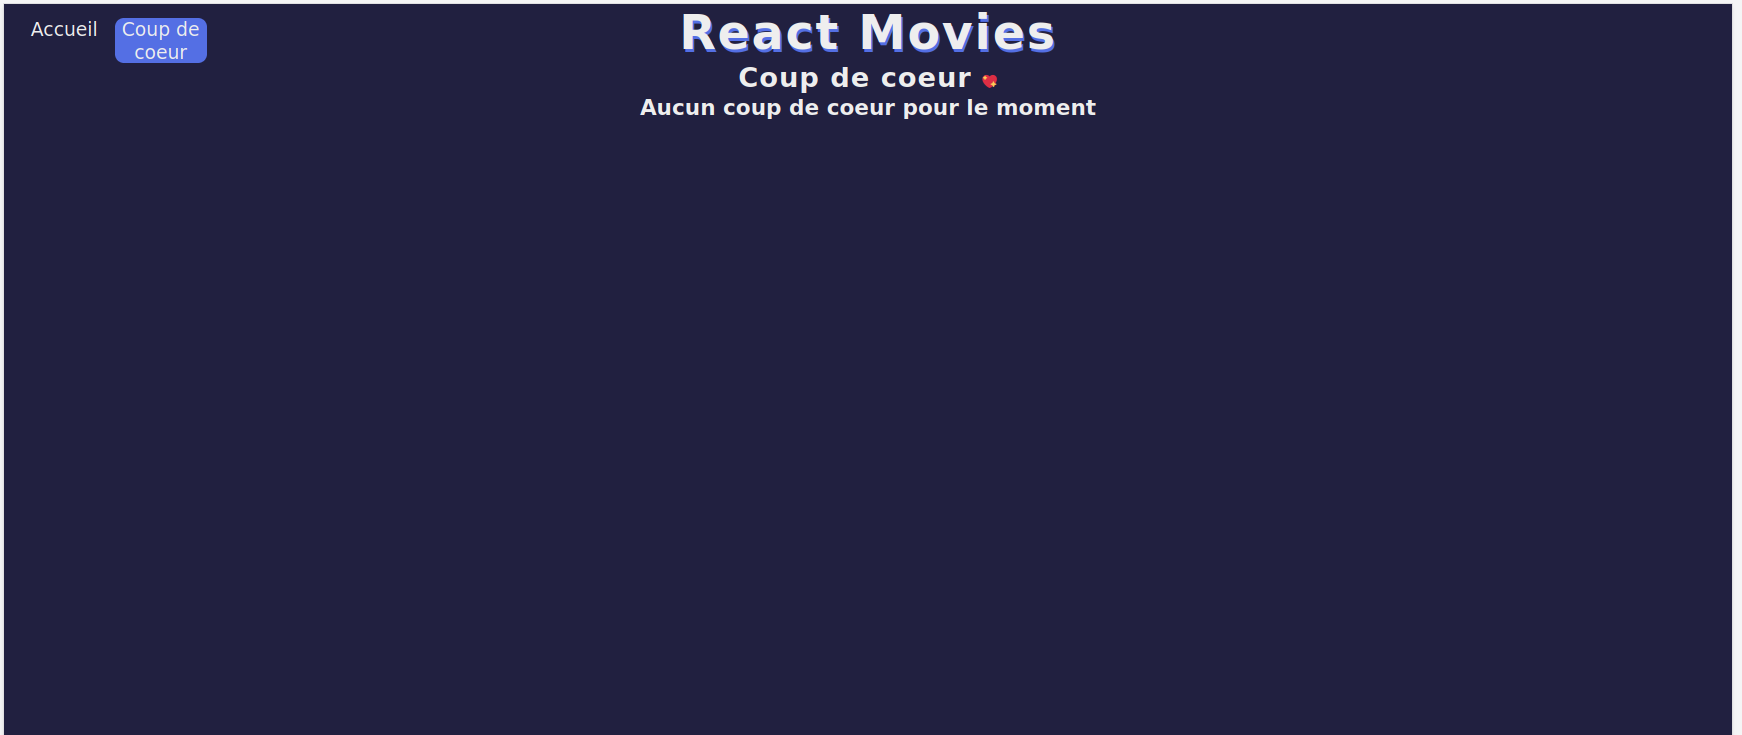 Accueil
Coup de
coeur
React Movies
Coup de coeur 💖
Aucun coup de coeur pour le moment